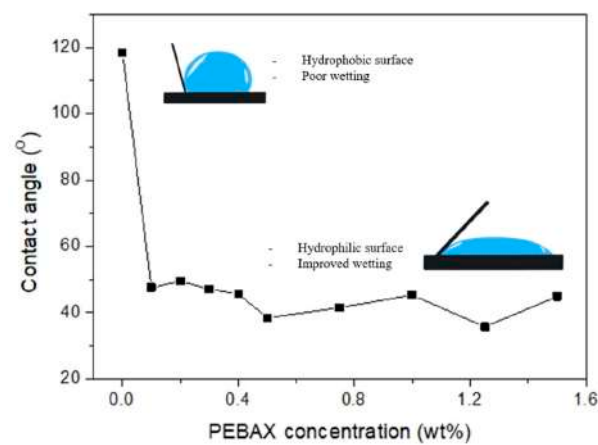 120
100
80
60
40
20
Contact angle (°)
- Hydrophobic surface
- Poor wetting
- Hydrophilic surface
- Improved wetting
0.0 0.4 0.8 1.2 1.6
PEBAX concentration (wt%)